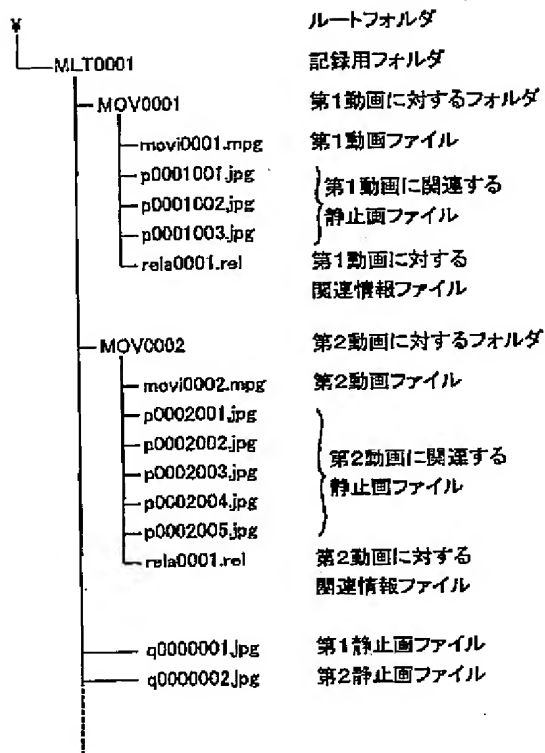 ¥ ルートフォルダ
MLT0001 記録用フォルダ
MOV0001 第1動画に対するフォルダ
movi0001.mpg 第1動画ファイル
p0001001.jpg
p0001002.jpg 第1動画に関連する
p0001003.jpg 静止画ファイル
rela0001.rel 第1動画に対する
関連情報ファイル
MOV0002 第2動画に対するフォルダ
movi0002.mpg 第2動画ファイル
p0002001.jpg
p0002002.jpg
p0002003.jpg 第2動画に関連する
p0002004.jpg 静止画ファイル
p0002005.jpg
rela0001.rel 第2動画に対する
関連情報ファイル
q0000001.jpg 第1静止画ファイル
q0000002.jpg 第2静止画ファイル